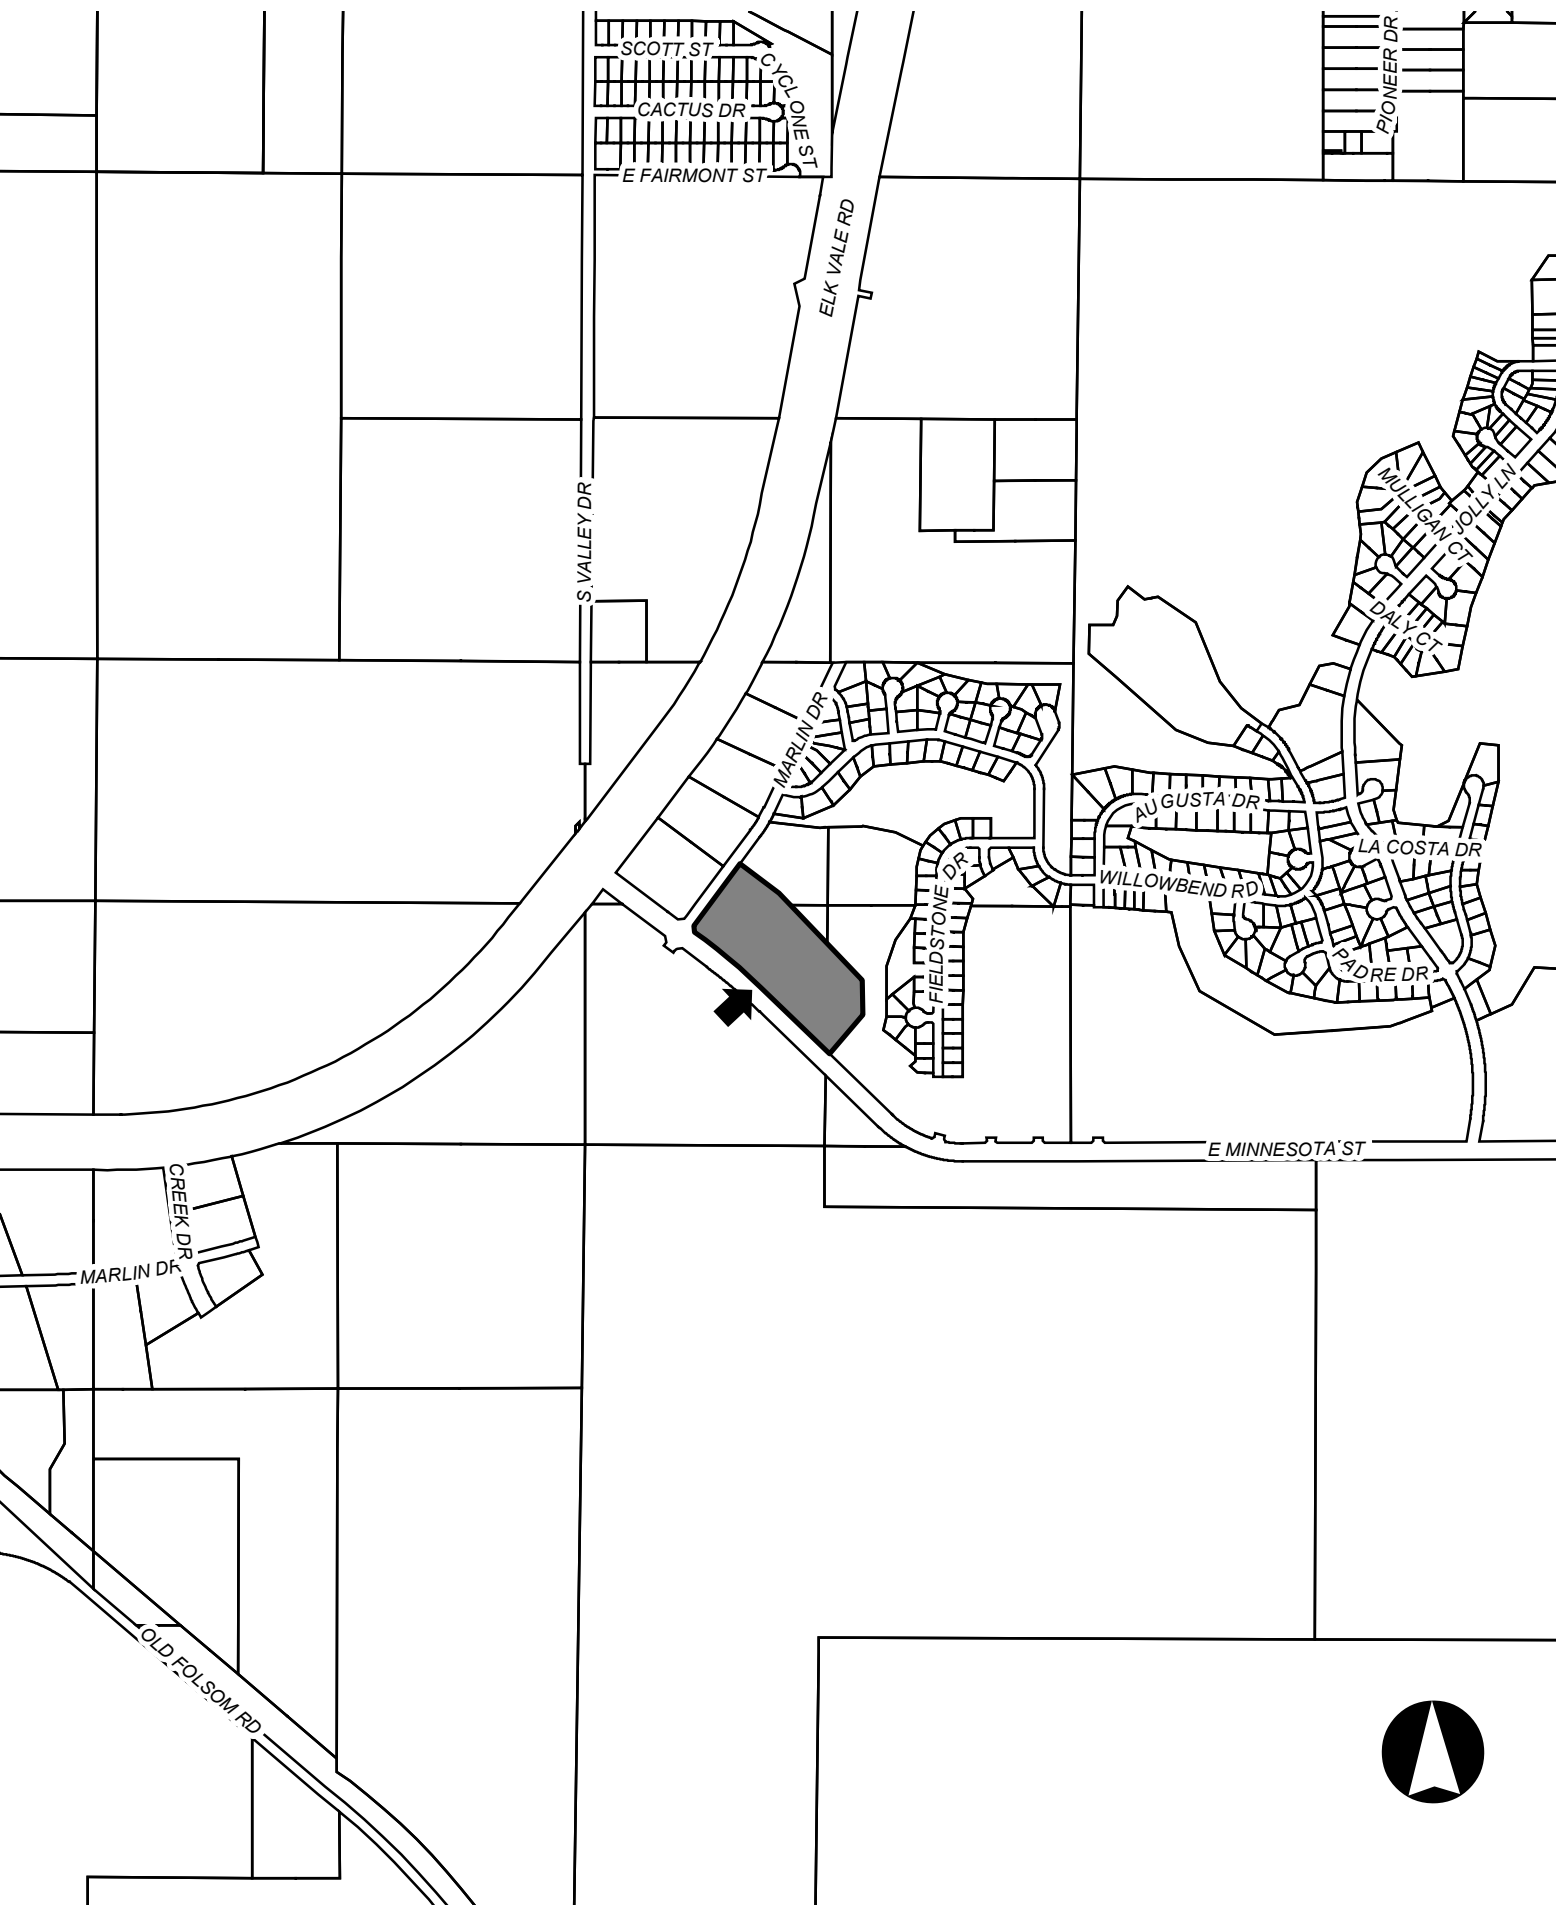 SCOTT ST
CYCLONE ST
PIONEER DR
CACTUS DR
E FAIRMONT ST
ELK VALE RD
S VALLEY DR
MULLIGAN CT
JOLLY LN
DALY CT
MARLIN DR
AUGUSTA DR
LA COSTA DR
WILLOWBEND RD
FIELDSTONE DR
PADRE DR
E MINNESOTA ST
CREEK DR
MARLIN DR
OLD FOLSOM RD